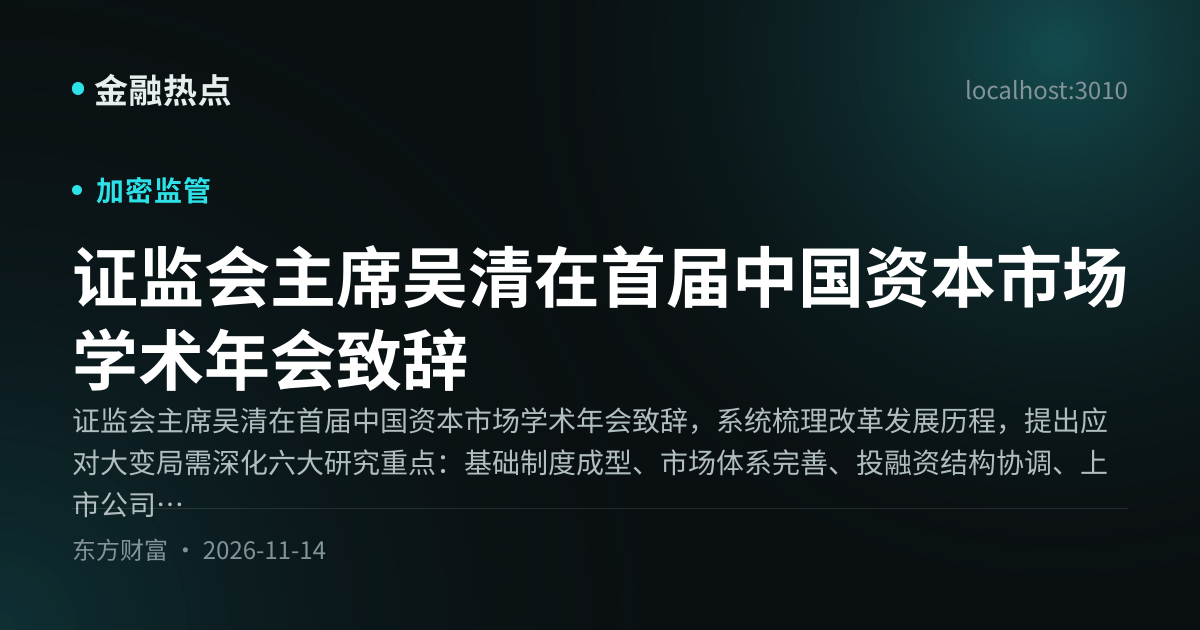 金融热点
localhost:3010
加密监管
证监会主席吴清在首届中国资本市场
学术年会致辞
证监会主席吴清在首届中国资本市场学术年会致辞，系统梳理改革发展历程，提出应
对大变局需深化六大研究重点：基础制度成型、市场体系完善、投融资结构协调、上
市公司…
东方财富 • 2026-11-14